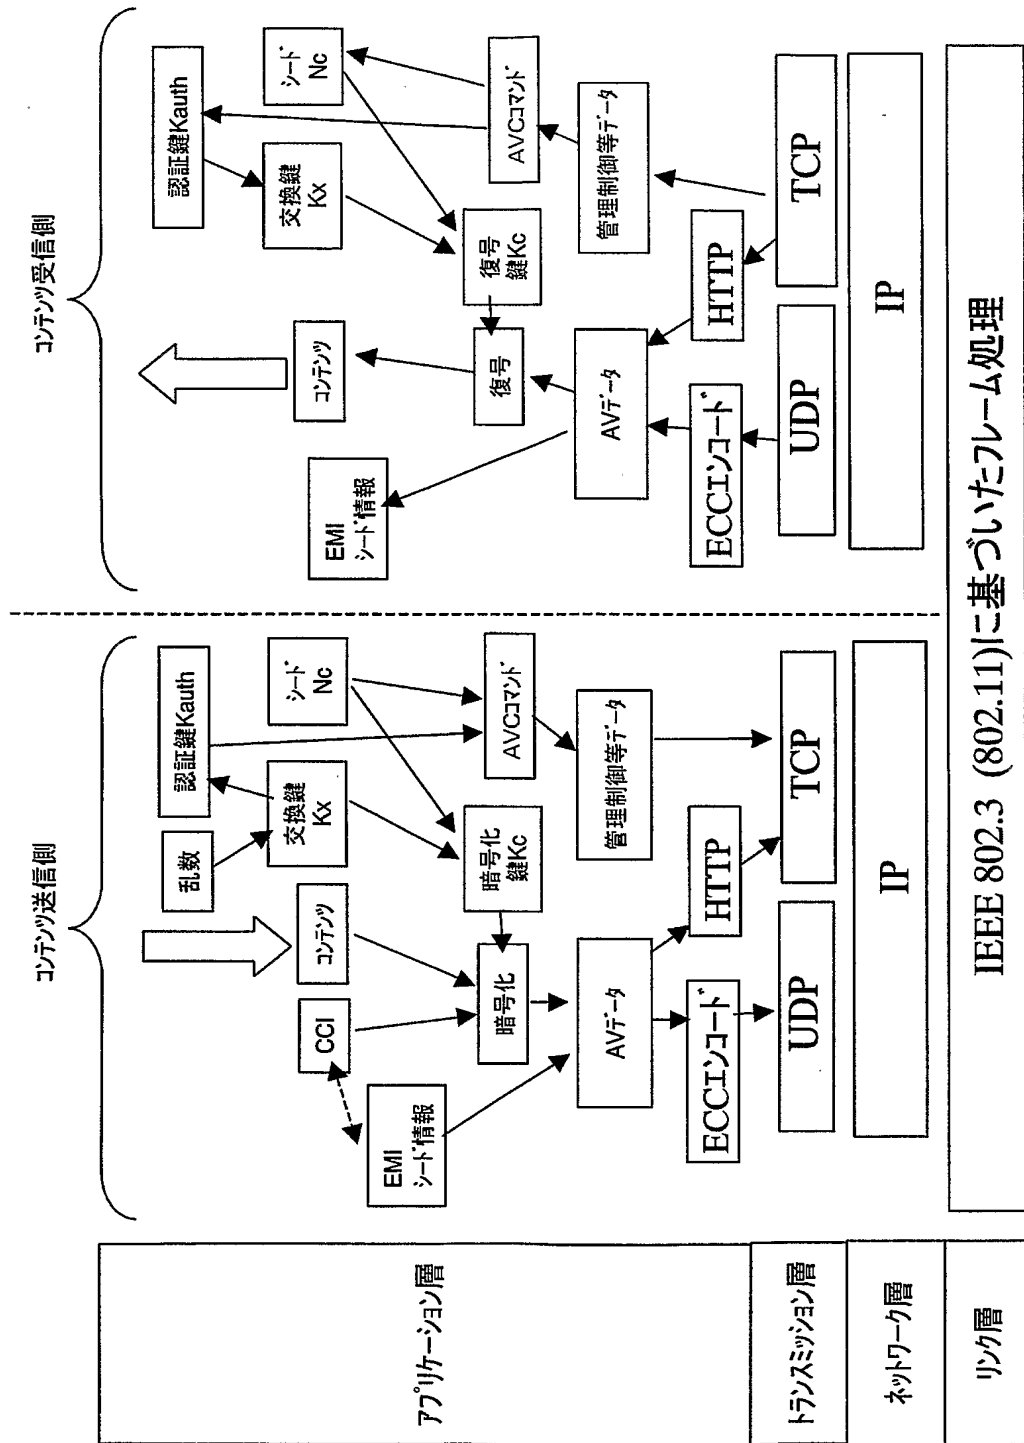 コンテンツ送信側
コンテンツ受信側
アプリケーション層
トランスミッション層
ネットワーク層
リンク層
乱数
認証鍵Kauth
交換鍵
Kx
シード
Nc
コンテンツ
CCI
EMI
シード情報
暗号化
暗号化
鍵Kc
AVCコマンド
AVデータ
管理制御等データ
ECCエンコード
HTTP
UDP
TCP
IP
認証鍵Kauth
交換鍵
Kx
シード
Nc
コンテンツ
EMI
シード情報
復号
復号
鍵Kc
AVCコマンド
AVデータ
管理制御等データ
ECCエンコード
HTTP
UDP
TCP
IP
IEEE 802.3 (802.11)に基づいたフレーム処理